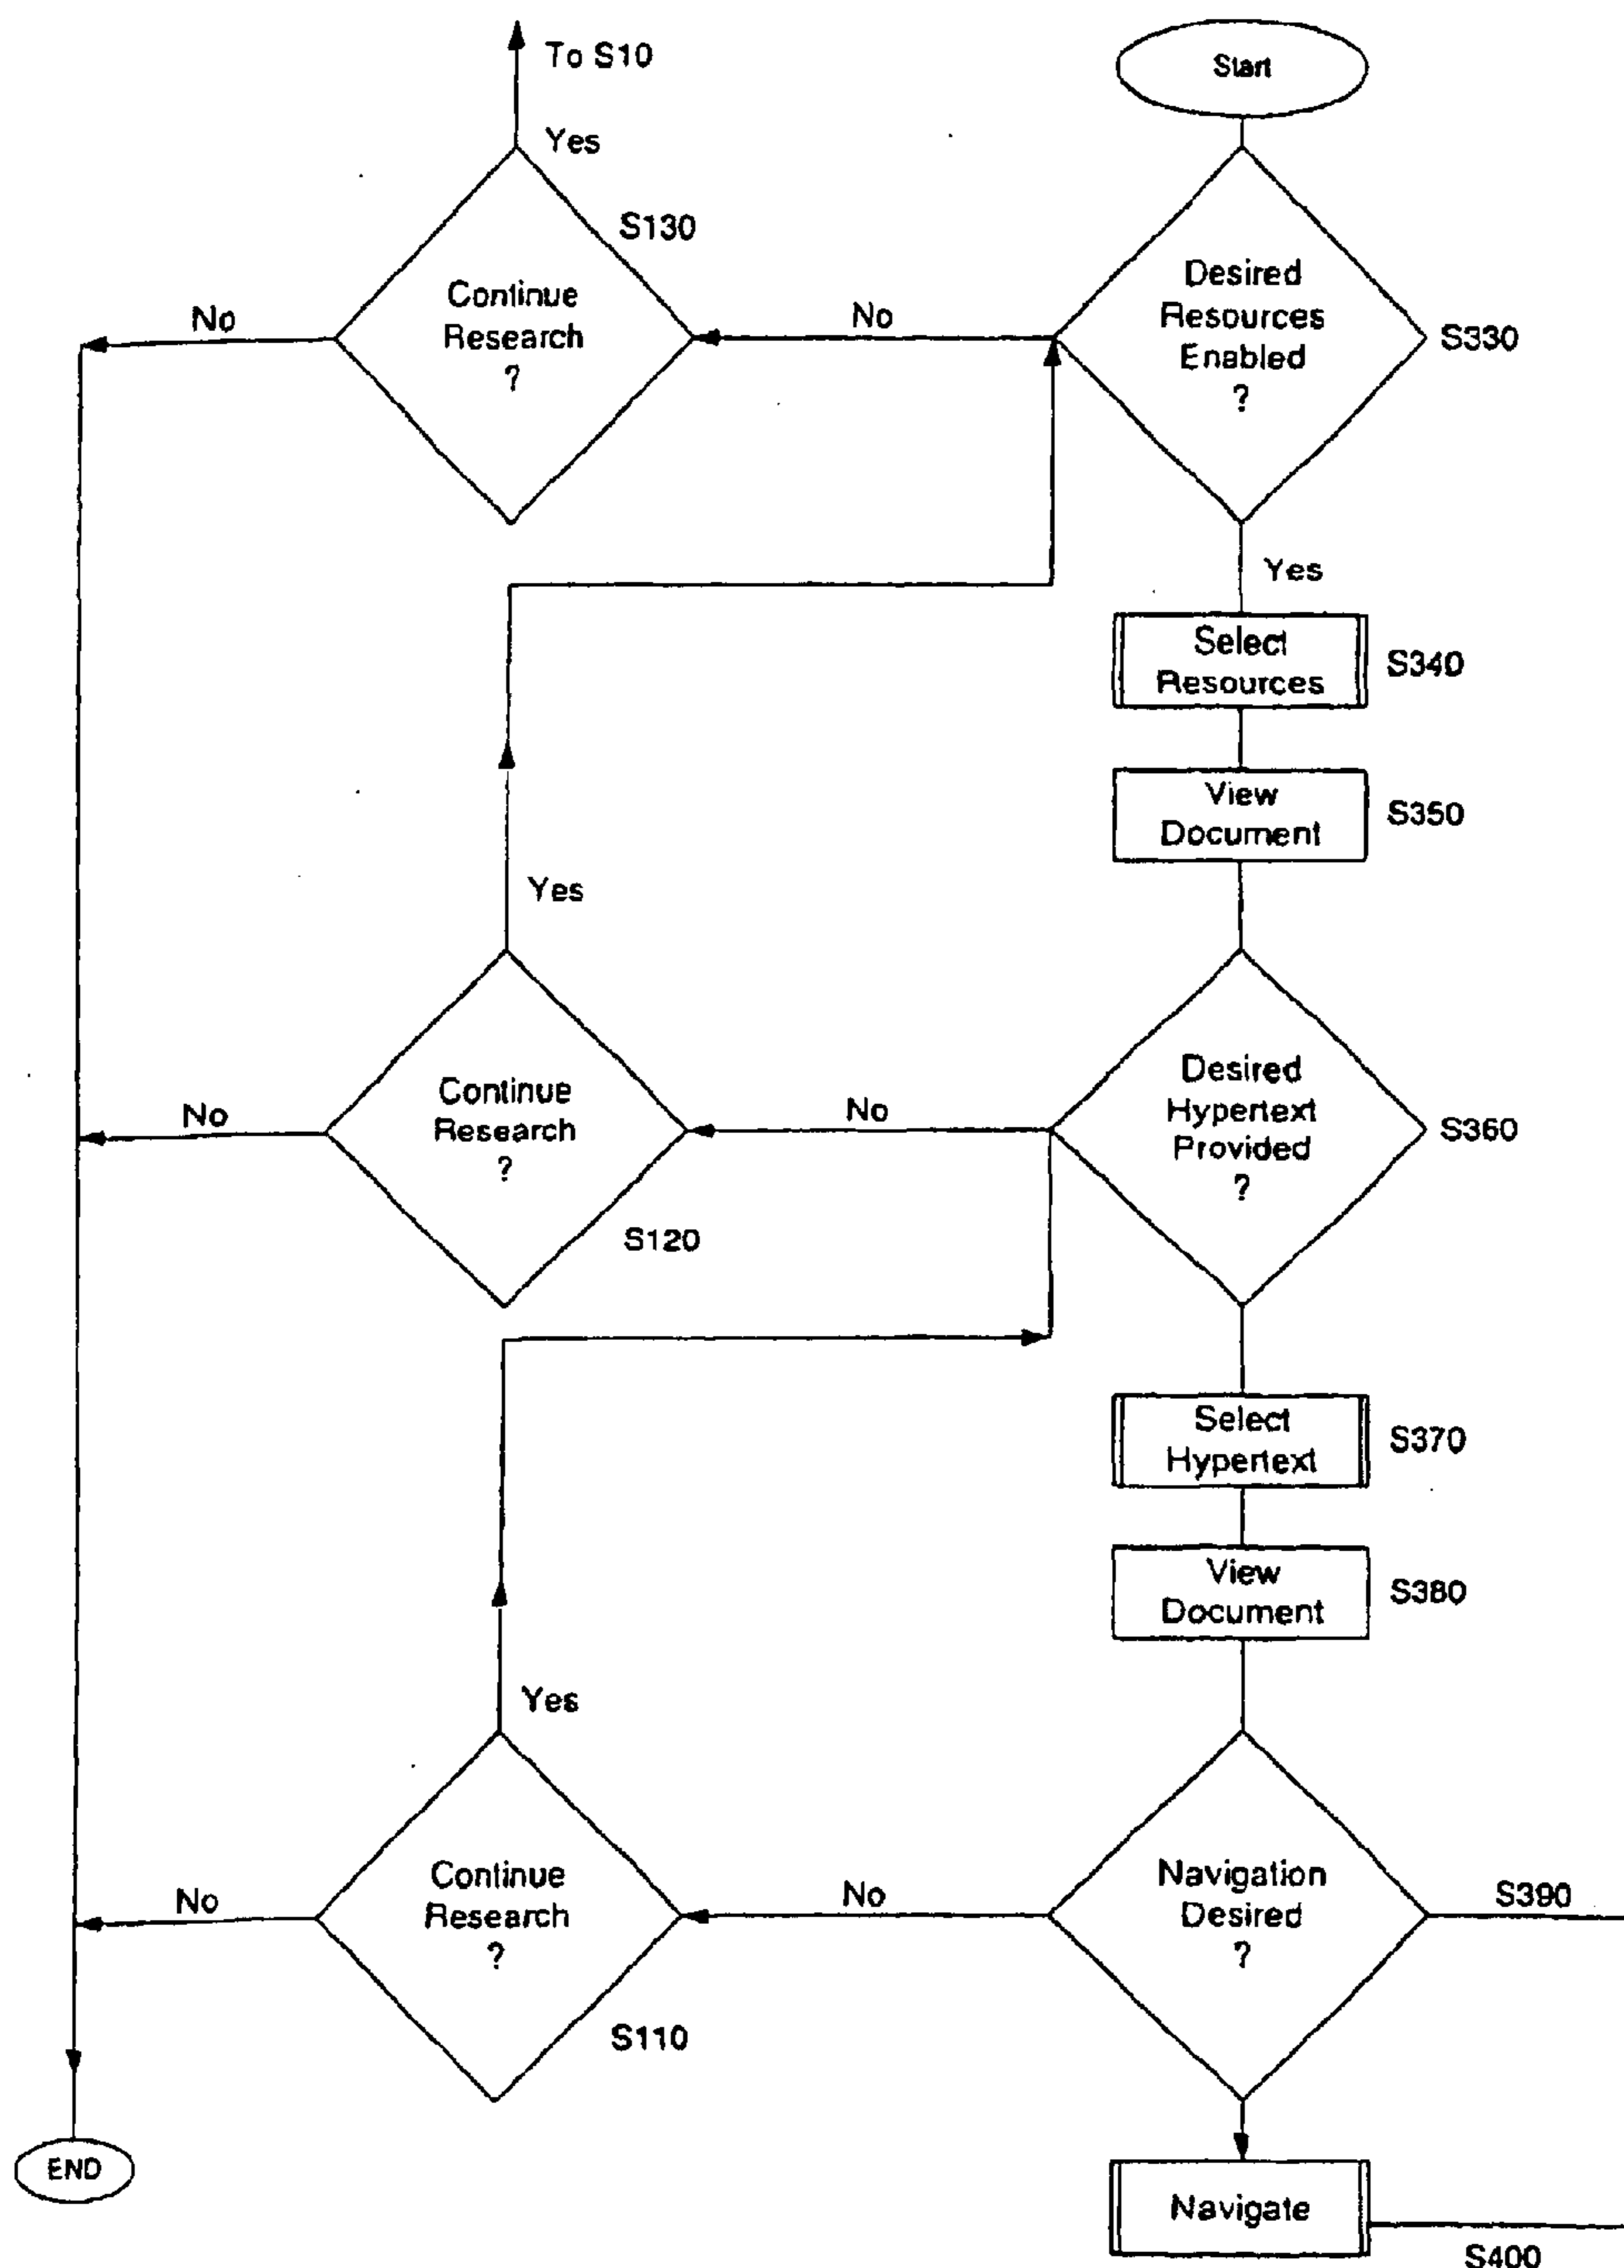 To S10
Start
Yes
S130
Continue
Research
?
No
No
Desired
Resources
Enabled
?
S330
Yes
Select
Resources
S340
View
Document
S350
Yes
Continue
Research
?
No
No
S120
Desired
Hypertext
Provided
?
S360
Select
Hypertext
S370
View
Document
S380
Yes
Continue
Research
?
No
No
S110
Navigation
Desired
?
S390
END
Navigate
S400